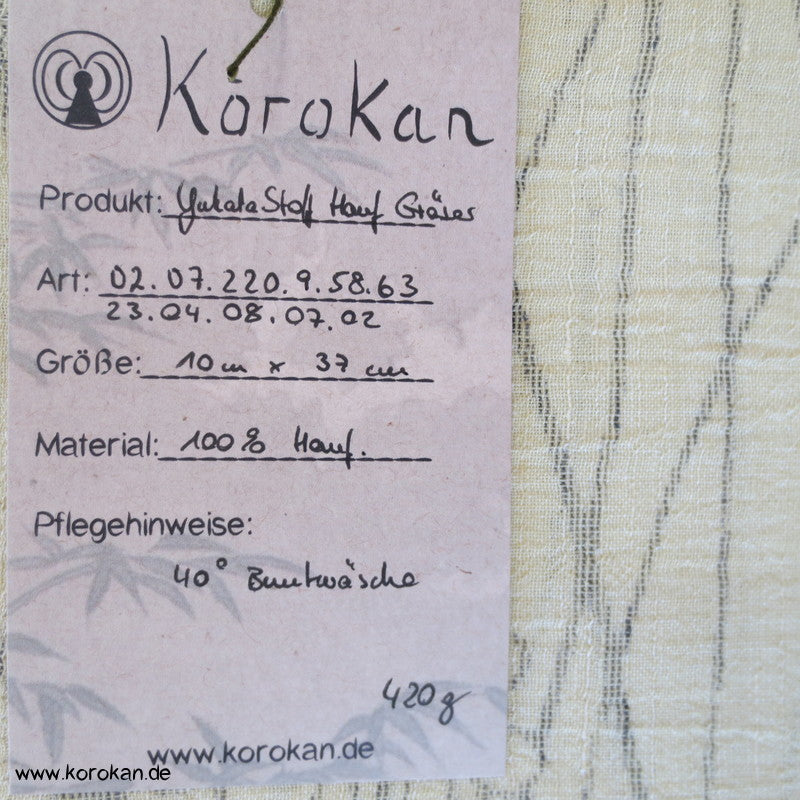 Korokan
Produkt: Yukata Stoff Hanf Gräser
Art: 02.07.220.9.58.63
23.04.08.07.02
Größe: 10 m x 37 cm
Material: 100% Hanf.
Pflegehinweise:
40° Buntwäsche
420g
www.korokan.de
www.korokan.de